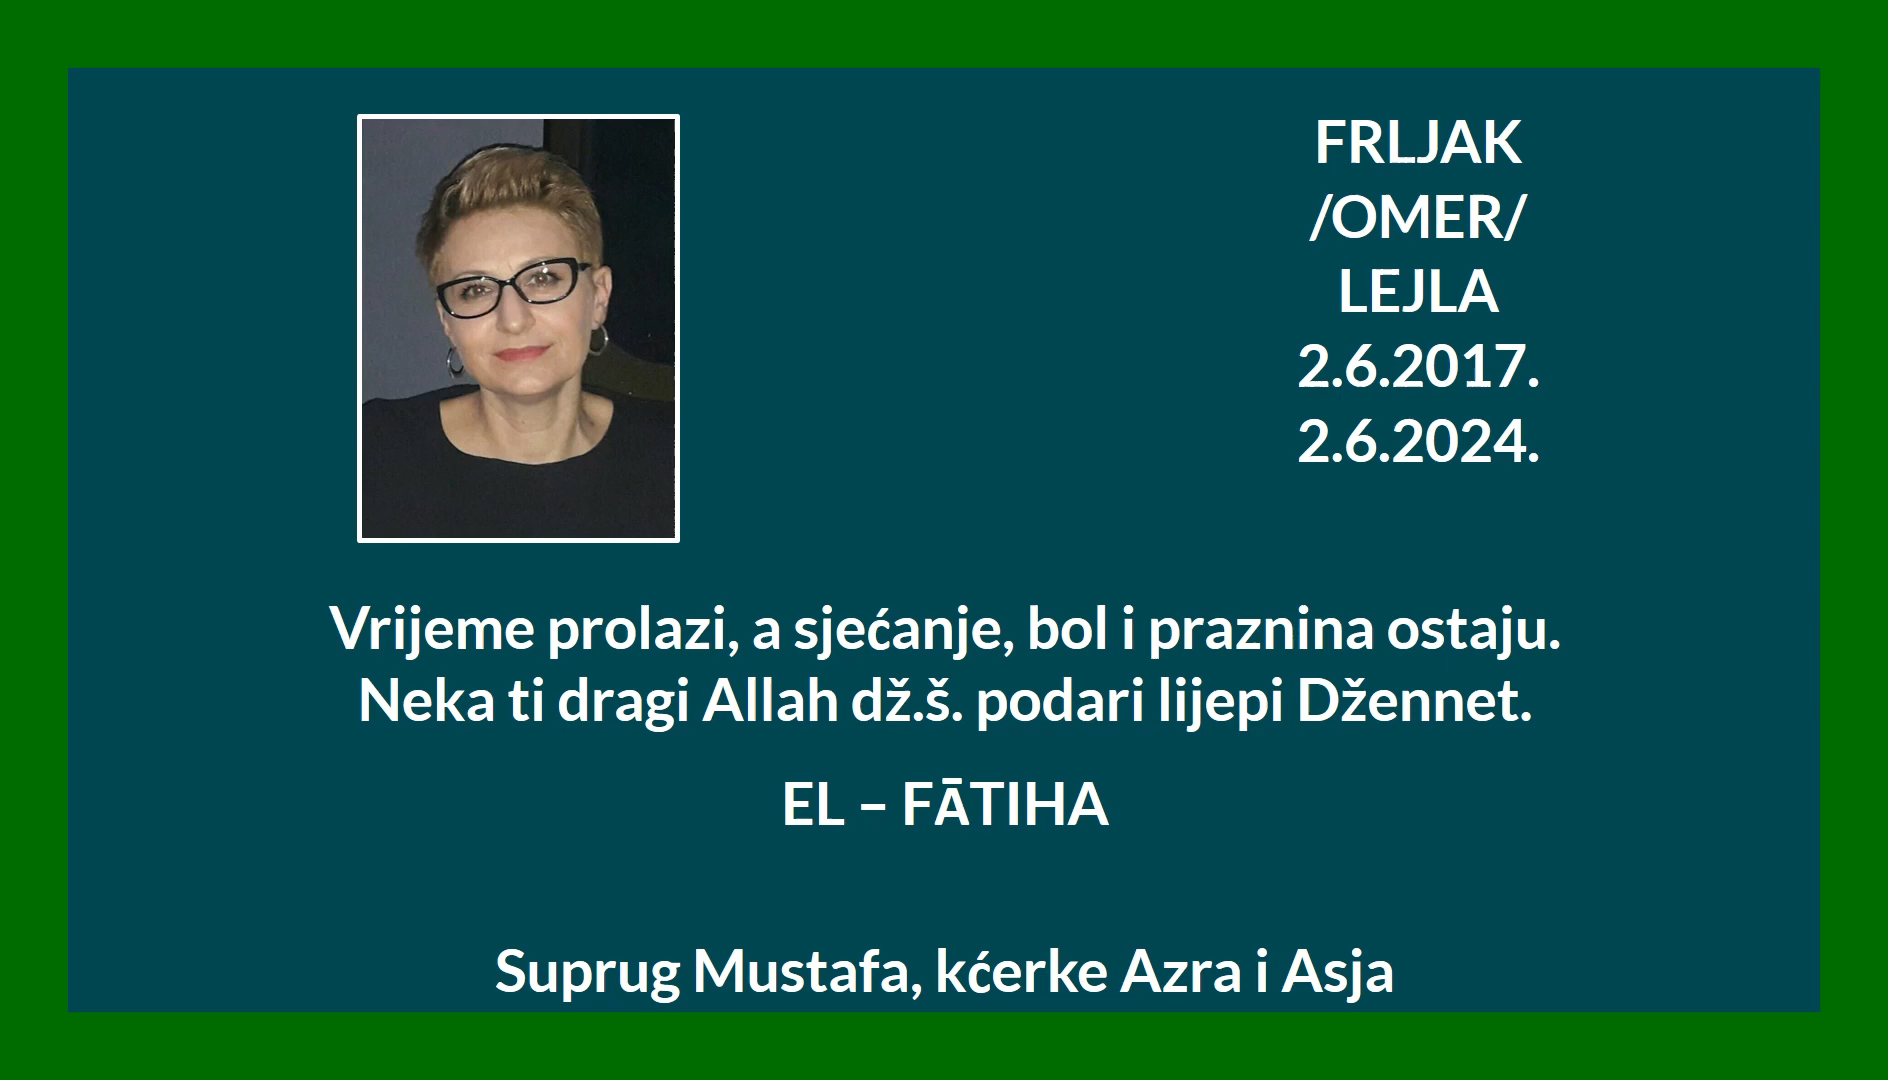 FRLJAK
/OMER/
LEJLA
2.6.2017.
2.6.2024.
Vrijeme prolazi, a sjećanje, bol i praznina ostaju.
Neka ti dragi Allah dž.š. podari lijepi Džennet.
EL – FĀTIHA
Suprug Mustafa, kćerke Azra i Asja